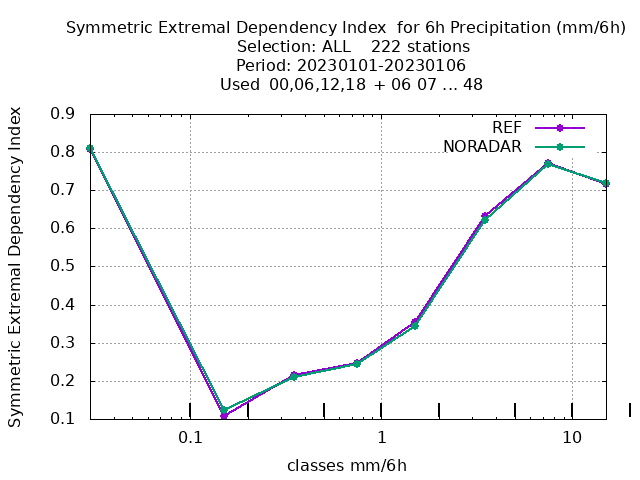 Symmetric Extremal Dependency Index  for 6h Precipitation (mm/6h)
Selection: ALL    222 stations
Period: 20230101-20230106
Used 00,06,12,18 + 06 07 ... 48
Symmetric Extremal Dependency Index
0.9
0.8
0.7
0.6
0.5
0.4
0.3
0.2
0.1
REF
NORADAR
0.1 1 10
classes mm/6h